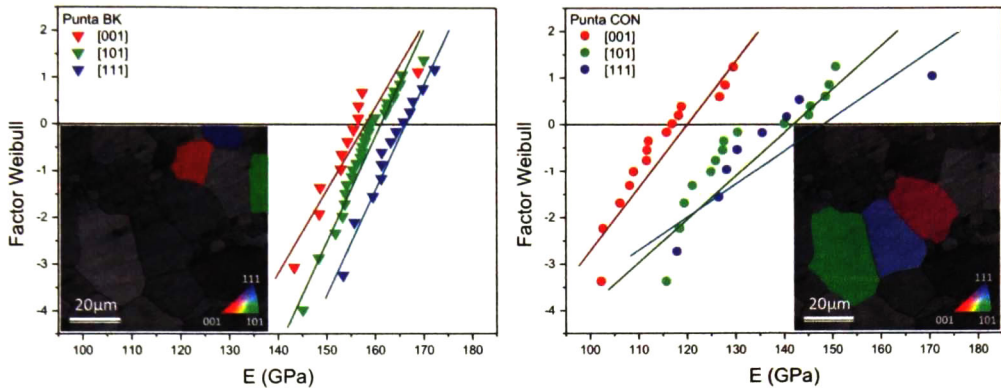 Punta BK
[001]
[101]
[111]
Factor Weibull
2
1
0
-1
-2
-3
-4
111
001
101
20μm
100 110 120 130 140 150 160 170 180
E (GPa)
Punta CON
[001]
[101]
[111]
Factor Weibull
2
1
0
-1
-2
-3
-4
111
001
101
20μm
100 110 120 130 140 150 160 170 180
E (GPa)